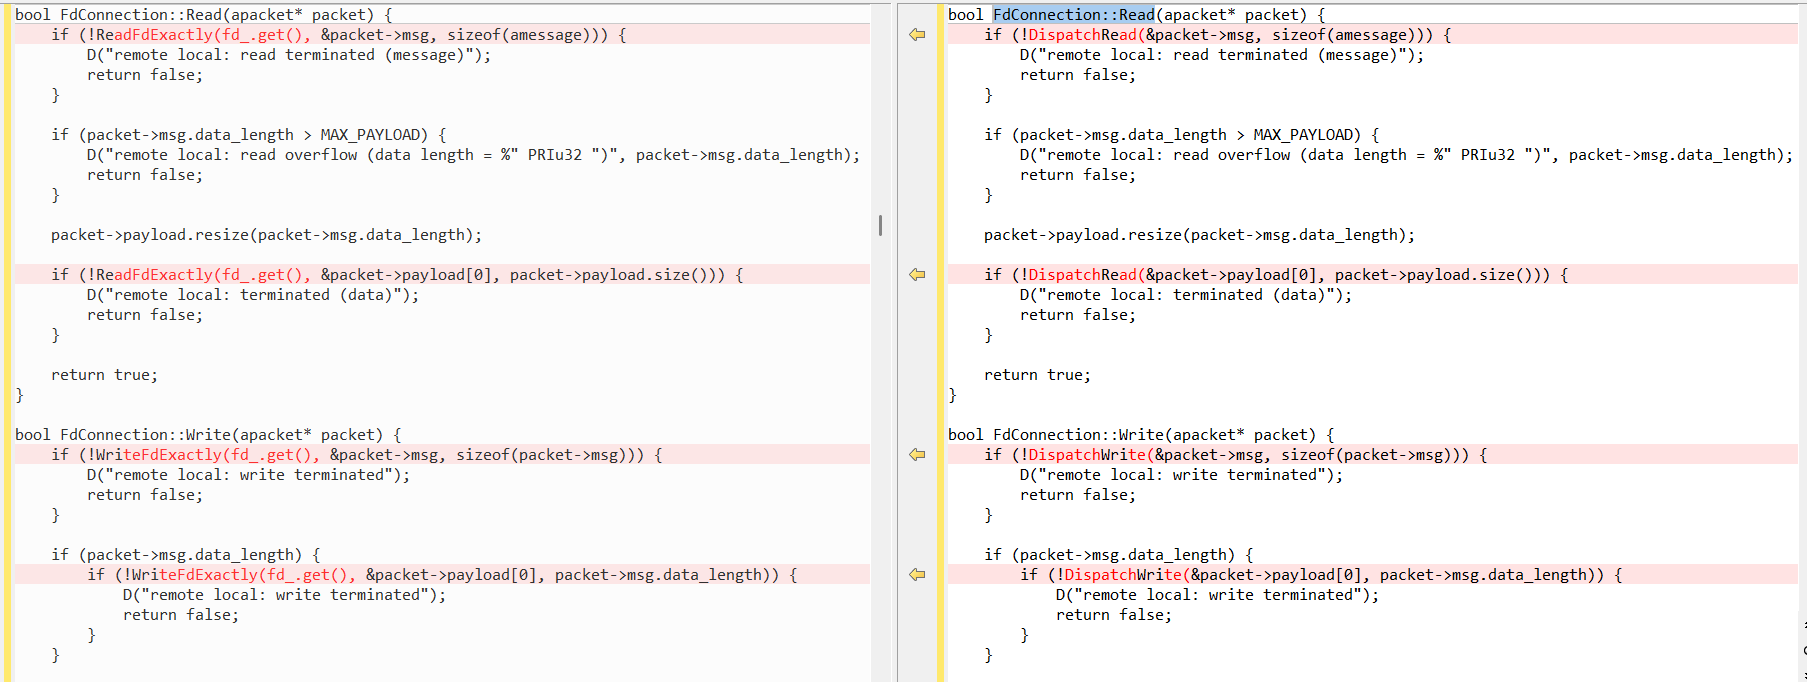 bool FdConnection::Read(apacket* packet) {
    if (!ReadFdExactly(fd_.get(), &packet->msg, sizeof(amessage))) {
        D("remote local: read terminated (message)");
        return false;
    }
    if (packet->msg.data_length > MAX_PAYLOAD) {
        D("remote local: read overflow (data length = %" PRIu32 ")", packet->msg.data_length);
        return false;
    }
    packet->payload.resize(packet->msg.data_length);
    if (!ReadFdExactly(fd_.get(), &packet->payload[0], packet->payload.size())) {
        D("remote local: terminated (data)");
        return false;
    }
    return true;
}
bool FdConnection::Write(apacket* packet) {
    if (!WriteFdExactly(fd_.get(), &packet->msg, sizeof(packet->msg))) {
        D("remote local: write terminated");
        return false;
    }
    if (packet->msg.data_length) {
        if (!WriteFdExactly(fd_.get(), &packet->payload[0], packet->msg.data_length)) {
            D("remote local: write terminated");
            return false;
        }
    }
bool FdConnection::Read(apacket* packet) {
    if (!DispatchRead(&packet->msg, sizeof(amessage))) {
        D("remote local: read terminated (message)");
        return false;
    }
    if (packet->msg.data_length > MAX_PAYLOAD) {
        D("remote local: read overflow (data length = %" PRIu32 ")", packet->msg.data_length);
        return false;
    }
    packet->payload.resize(packet->msg.data_length);
    if (!DispatchRead(&packet->payload[0], packet->payload.size())) {
        D("remote local: terminated (data)");
        return false;
    }
    return true;
}
bool FdConnection::Write(apacket* packet) {
    if (!DispatchWrite(&packet->msg, sizeof(packet->msg))) {
        D("remote local: write terminated");
        return false;
    }
    if (packet->msg.data_length) {
        if (!DispatchWrite(&packet->payload[0], packet->msg.data_length)) {
            D("remote local: write terminated");
            return false;
        }
    }